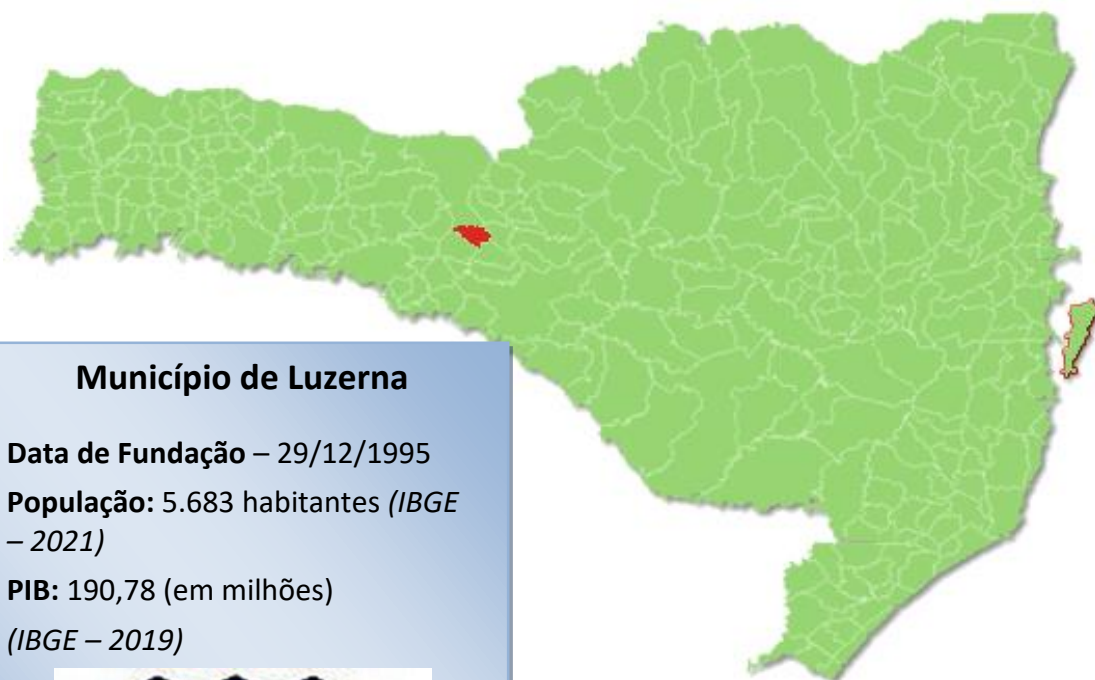 Município de Luzerna
Data de Fundação – 29/12/1995
População: 5.683 habitantes (IBGE
– 2021)
PIB: 190,78 (em milhões)
(IBGE – 2019)